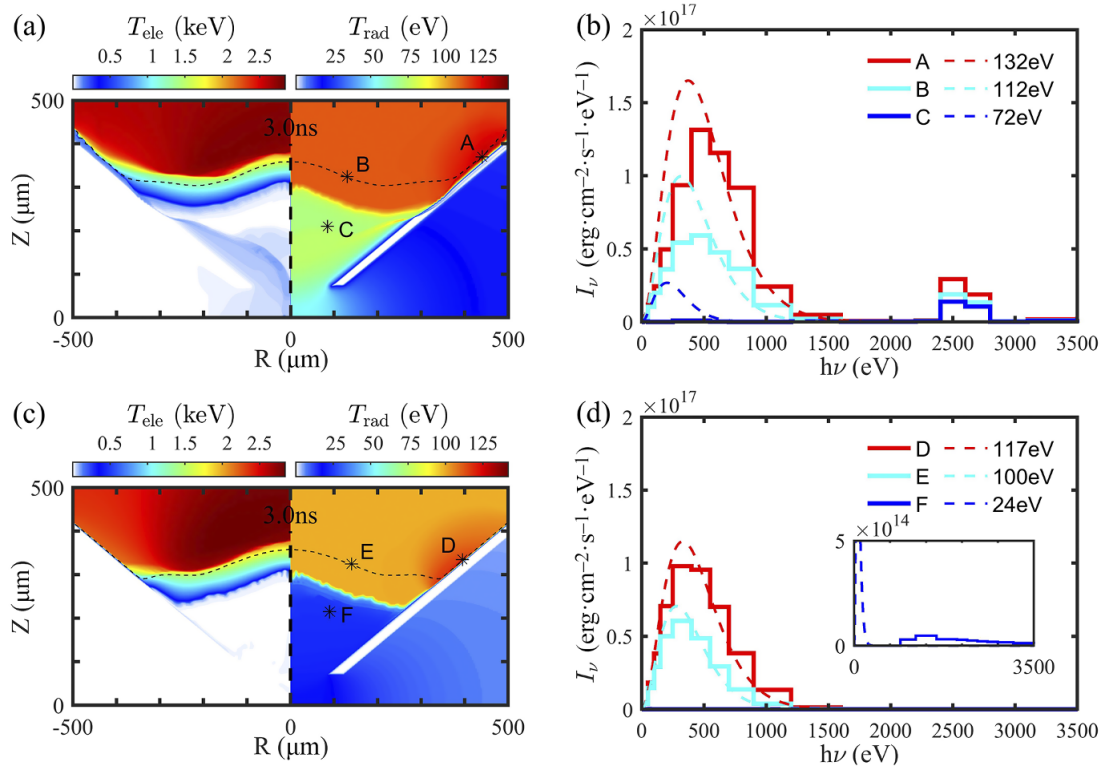 (a)
T_ele (keV)
T_rad (eV)
0.5 1 1.5 2 2.5
25 50 75 100 125
500
Z (μm)
0
3.0ns
A
B
C
-500 0 500
R (μm)
(b)
×10^17
2
1.5
1
0.5
0
I_ν (erg·cm⁻²·s⁻¹·eV⁻¹)
A 132eV
B 112eV
C 72eV
0 500 1000 1500 2000 2500 3000 3500
hν (eV)
(c)
T_ele (keV)
T_rad (eV)
0.5 1 1.5 2 2.5
25 50 75 100 125
500
Z (μm)
0
3.0ns
D
E
F
-500 0 500
R (μm)
(d)
×10^17
2
1.5
1
0.5
0
I_ν (erg·cm⁻²·s⁻¹·eV⁻¹)
D 117eV
E 100eV
F 24eV
×10^14
5
0
0 3500
0 500 1000 1500 2000 2500 3000 3500
hν (eV)